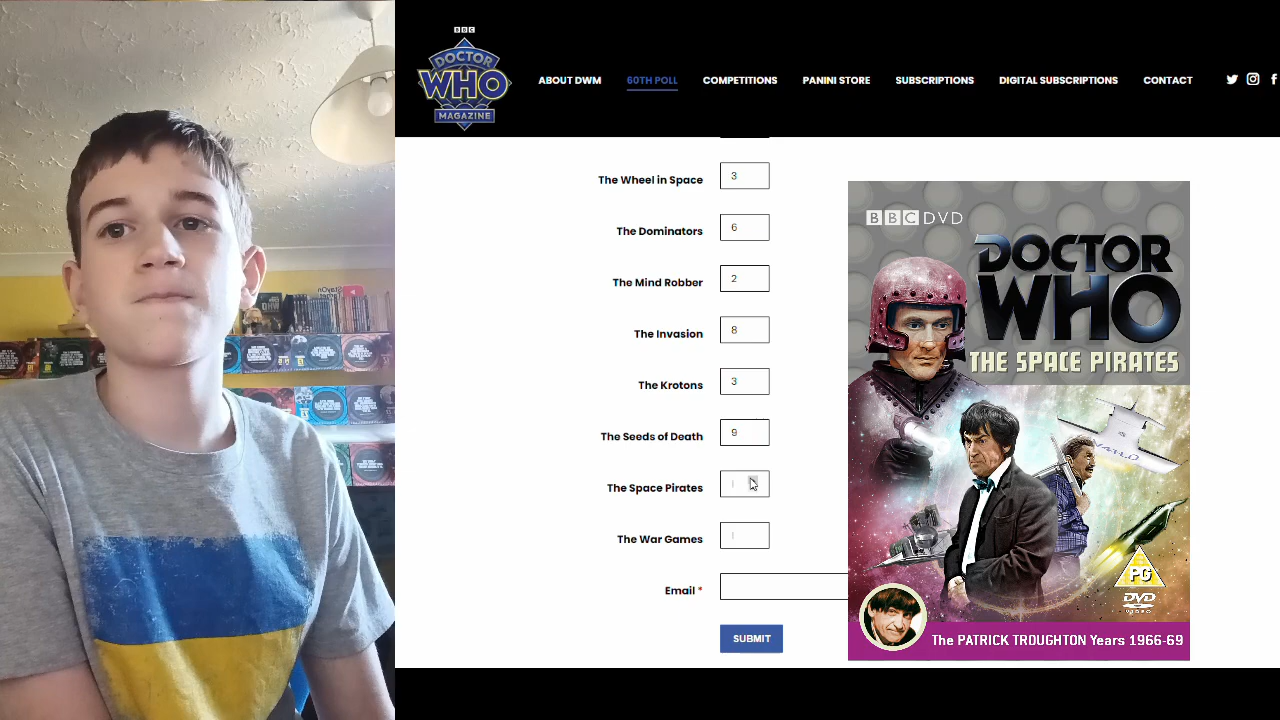 BBC
DOCTOR
WHO
MAGAZINE
ABOUT DWM
60TH POLL
COMPETITIONS
PANINI STORE
SUBSCRIPTIONS
DIGITAL SUBSCRIPTIONS
CONTACT
The Wheel in Space 3
The Dominators 6
The Mind Robber 2
The Invasion 8
The Krotons 3
The Seeds of Death 9
The Space Pirates
The War Games
Email *
SUBMIT
BBC DVD
DOCTOR
WHO
THE SPACE PIRATES
PG
DVD
VIDEO
The PATRICK TROUGHTON Years 1966-69